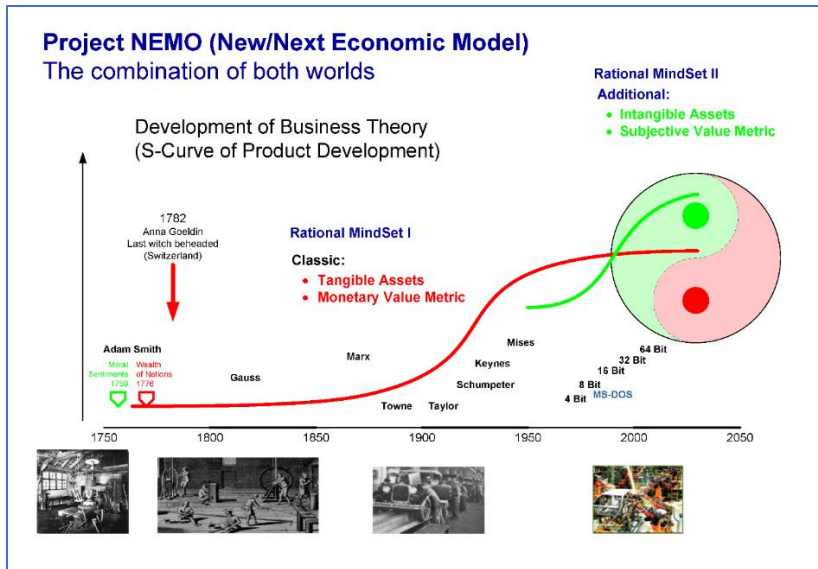 Project NEMO (New/Next Economic Model)
The combination of both worlds
Rational MindSet II
Additional:
• Intangible Assets
• Subjective Value Metric
Development of Business Theory
(S-Curve of Product Development)
1782
Anna Goeldin
Last witch beheaded
(Switzerland)
Rational MindSet I
Classic:
• Tangible Assets
• Monetary Value Metric
Adam Smith
Moral
Sentiments
1759
Wealth
of Nations
1776
Gauss
Marx
Towne
Taylor
Schumpeter
Keynes
Mises
64 Bit
32 Bit
16 Bit
8 Bit
MS-DOS
4 Bit
1750
1800
1850
1900
1950
2000
2050